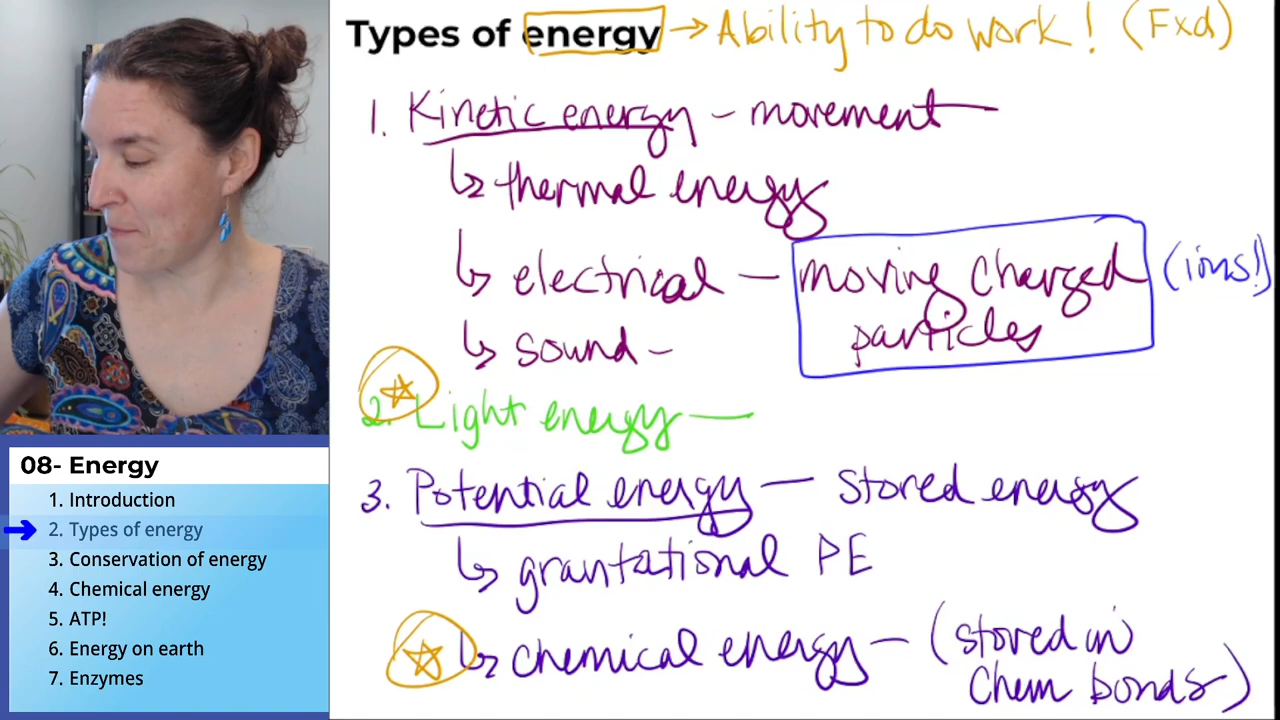 Types of energy → Ability to do work! (Fxd)
1. Kinetic energy - movement
↳ thermal energy
↳ electrical - moving charged (ions!)
particles
↳ sound -
2. Light energy -
3. Potential energy - stored energy
↳ gravitational PE
↳ chemical energy - (stored in
chem bonds)
08- Energy
1. Introduction
2. Types of energy
3. Conservation of energy
4. Chemical energy
5. ATP!
6. Energy on earth
7. Enzymes